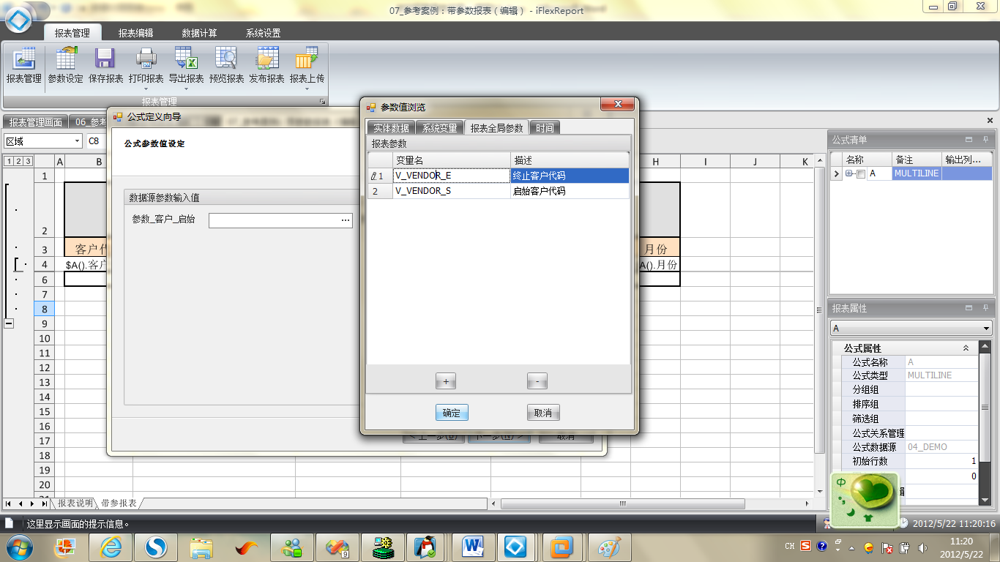 07_参考案例：带参数报表（编辑） - iFlexReport
报表管理 报表编辑 数据计算 系统设置
报表管理 参数设定 保存报表 打印报表 导出报表 预览报表 发布报表 报表上传
报表管理
报表管理画面 06_参考
区域 C8
1 2 3 A B H I J K
1
2
3 客户代 月份
4 $A().客户 A().月份
6
7
8
9
10
11
12
13
14
15
16
17
18
19
20
公式定义向导
公式参数值设定
数据源参数输入值
参数_客户_启始 ...
< 上一步(B) 下一步(N) > 取消
参数值浏览
实体数据 系统变量 报表全局参数 时间
报表参数
变量名 描述
1 V_VENDOR_E 终止客户代码
2 V_VENDOR_S 启始客户代码
+ -
确定 取消
公式清单
名称 备注 输出列...
A MULTILINE
报表属性
A
公式属性
公式名称 A
公式类型 MULTILINE
分组组
排序组
筛选组
公式关系管理
公式数据源 04_DEMO
初始行数 1
0
中
报表说明 带参报表
这里显示画面的提示信息。 2012/5/22 11:20:16
CH 11:20
2012/5/22